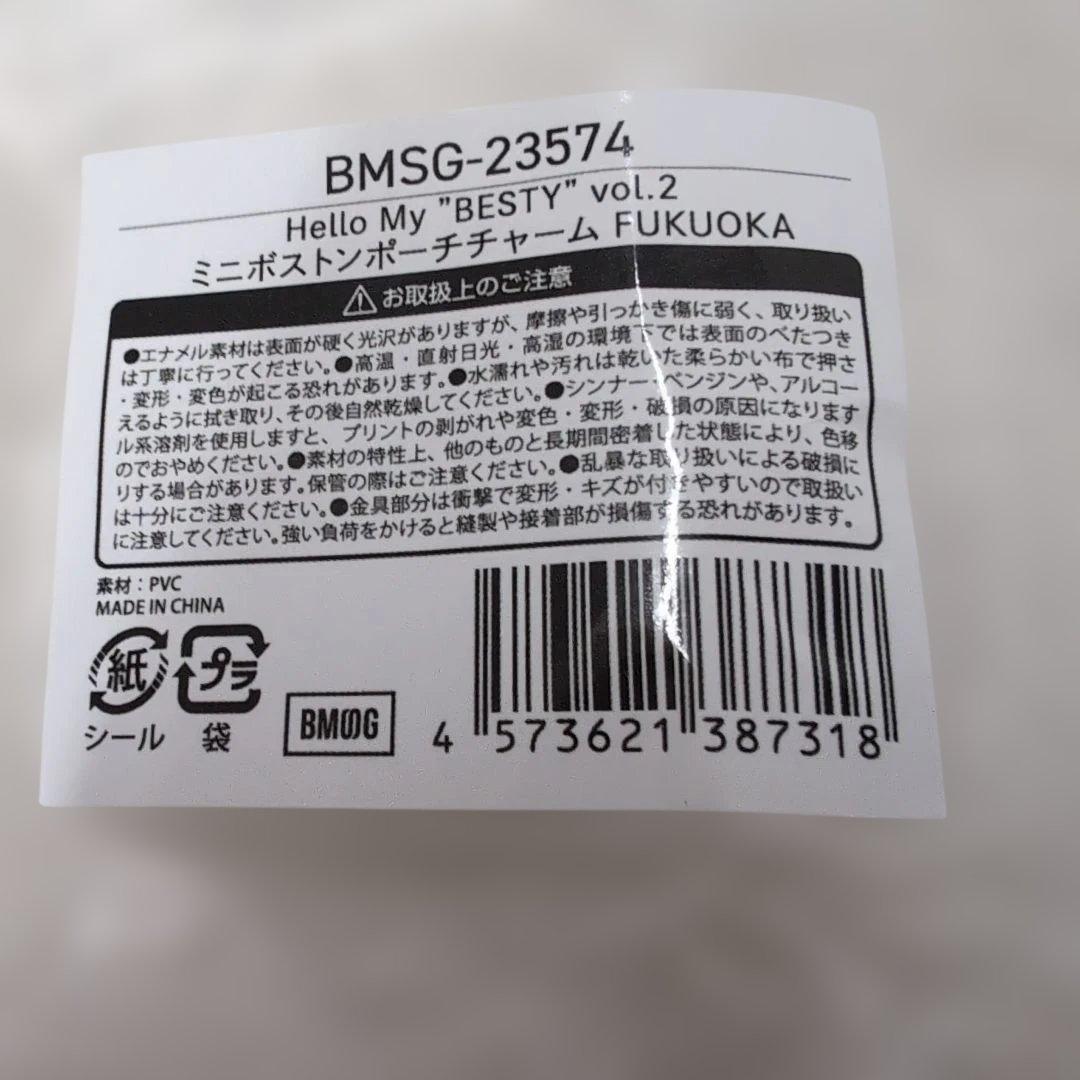 BMSG-23574
Hello My "BESTY" vol.2
ミニボストンポーチチャーム FUKUOKA
お取扱上のご注意
●エナメル素材は表面が硬く光沢がありますが、摩擦や引っかき傷に弱く、取り扱い
は丁寧に行ってください。●高温・直射日光・高湿の環境下では表面のべたつき
・変形・変色が起こる恐れがあります。●水濡れや汚れは乾いた柔らかい布で押さ
えるように拭き取り、その後自然乾燥してください。●シンナー・ベンジンや、アルコー
ル系溶剤を使用しますと、プリントの剥がれや変色・変形・破損の原因になります
のでおやめください。●素材の特性上、他のものと長期間密着した状態により、色移
りする場合があります。保管の際はご注意ください。●乱暴な取り扱いによる破損に
は十分にご注意ください。●金具部分は衝撃で変形・キズが付きやすいので取扱い
に注意してください。強い負荷をかけると縫製や接着部が損傷する恐れがあります。
素材：PVC
MADE IN CHINA
紙 プラ
シール 袋
BMSG
4 573621 387318